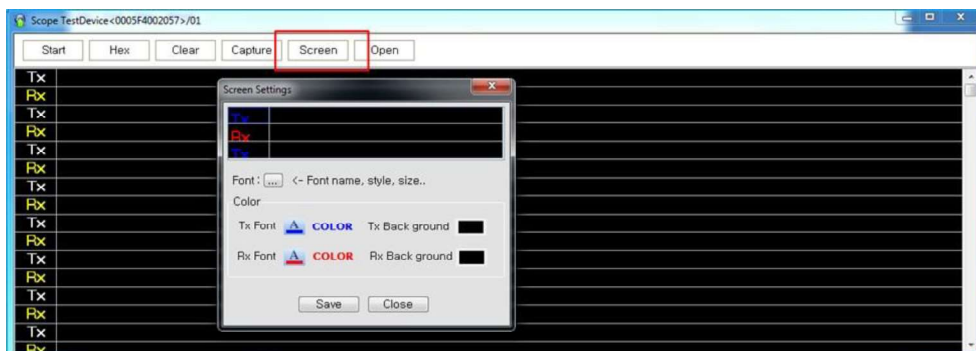 Scope TestDevice<0005F4002057>/01
Start Hex Clear Capture Screen Open
Tx
Rx
Tx
Rx
Tx
Rx
Tx
Rx
Tx
Rx
Tx
Rx
Tx
Rx
Tx
Rx
Screen Settings
Tx
Rx
Tx
Font : ... <- Font name, style, size..
Color
Tx Font A COLOR Tx Back ground
Rx Font A COLOR Rx Back ground
Save Close